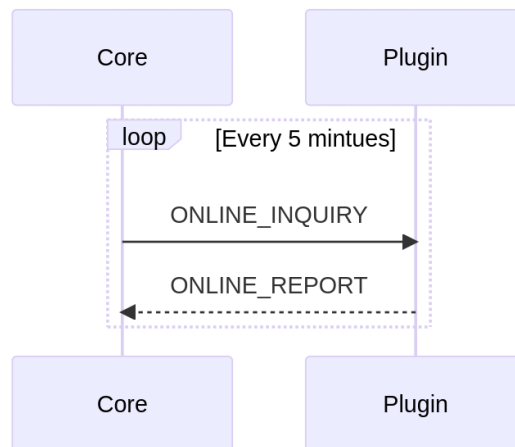 Core
Plugin
loop
[Every 5 mintues]
ONLINE_INQUIRY
ONLINE_REPORT
Core
Plugin